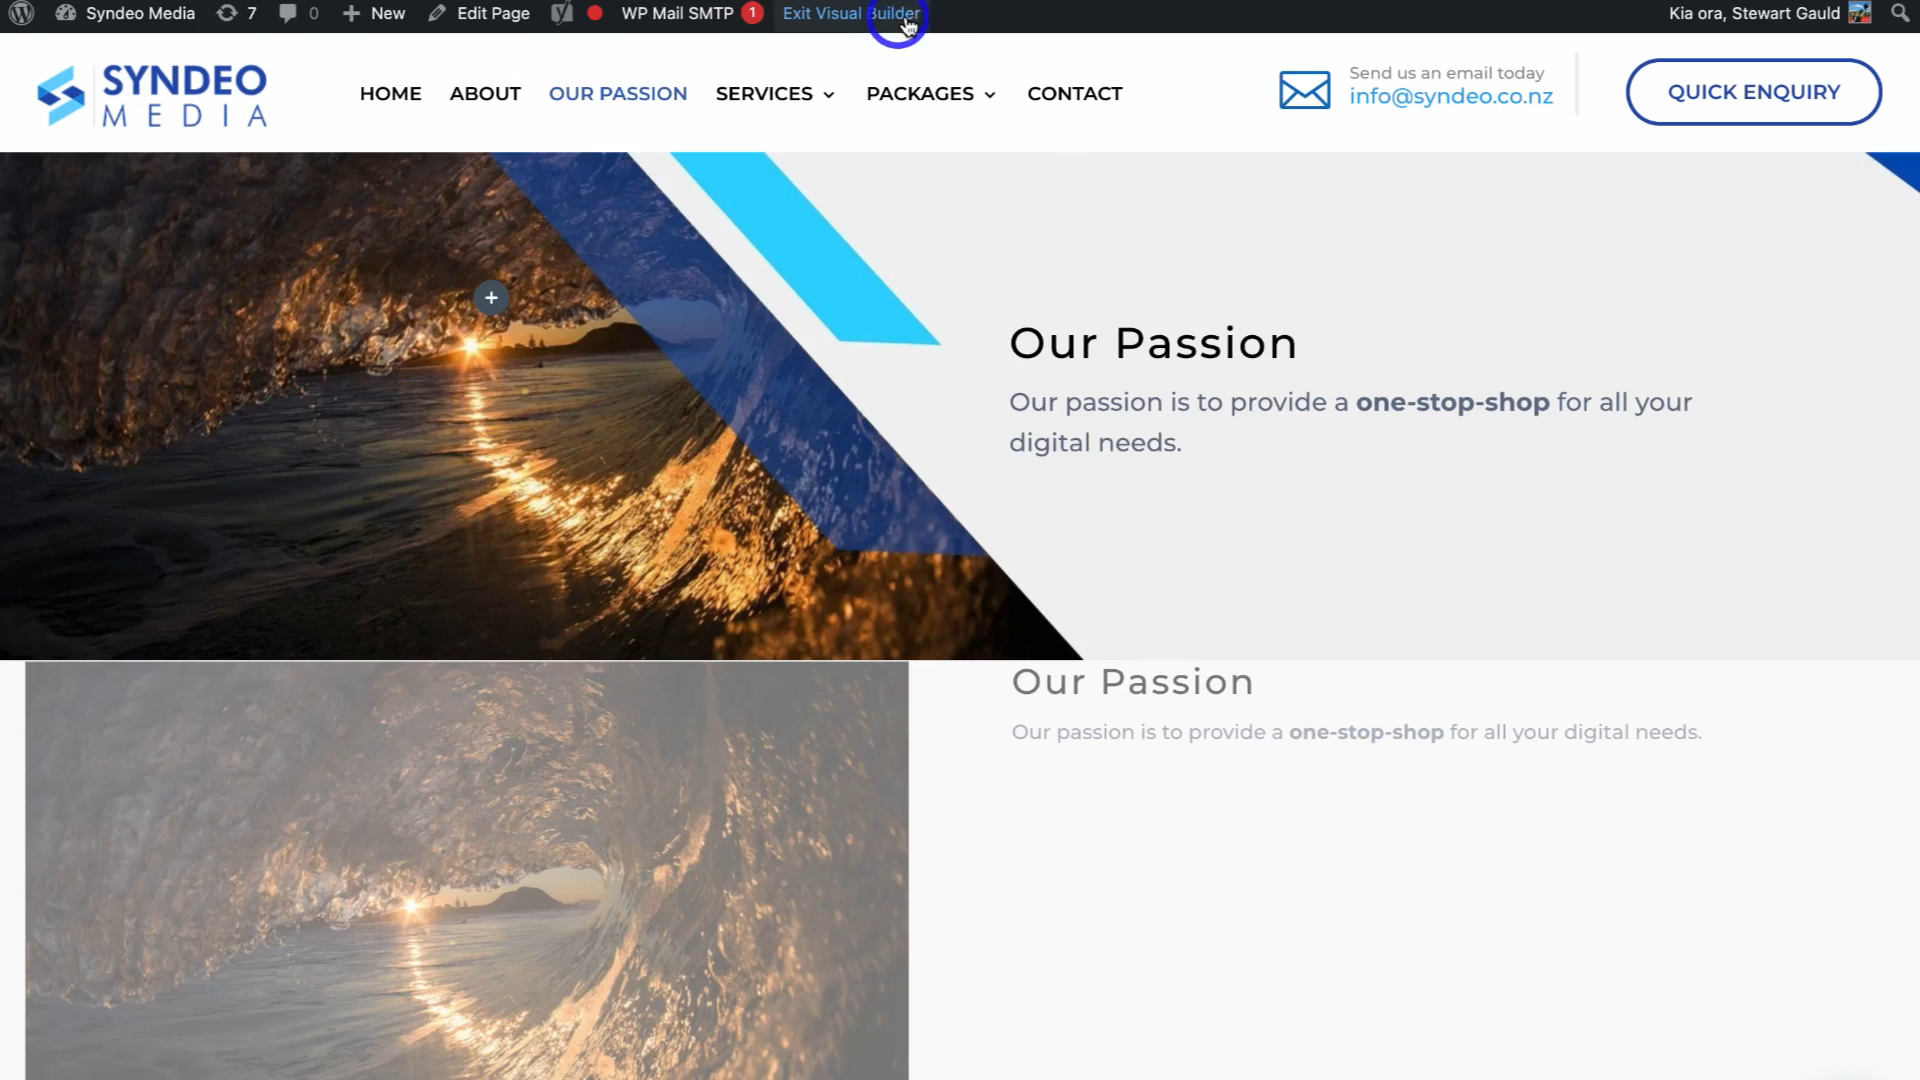 Syndeo Media 7 0 New Edit Page WP Mail SMTP 1 Exit Visual Builder Kia ora, Stewart Gauld
SYNDEO
MEDIA
HOME ABOUT OUR PASSION SERVICES PACKAGES CONTACT
Send us an email today
info@syndeo.co.nz
QUICK ENQUIRY
Our Passion
Our passion is to provide a one-stop-shop for all your
digital needs.
Our Passion
Our passion is to provide a one-stop-shop for all your digital needs.